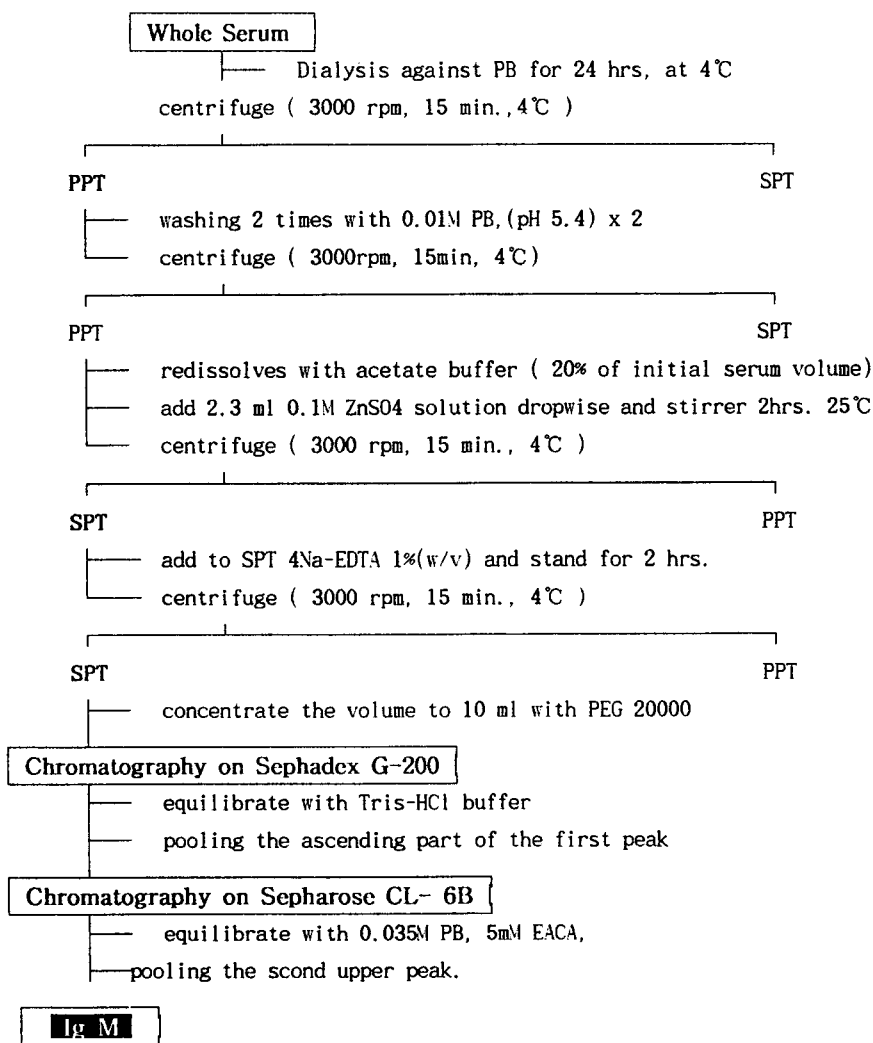 Whole Serum
Dialysis against PB for 24 hrs, at 4℃
centrifuge ( 3000 rpm, 15 min.,4℃ )
PPT SPT
washing 2 times with 0.01M PB,(pH 5.4) x 2
centrifuge ( 3000rpm, 15min, 4℃)
PPT SPT
redissolves with acetate buffer ( 20% of initial serum volume)
add 2.3 ml 0.1M ZnSO4 solution dropwise and stirrer 2hrs. 25℃
centrifuge ( 3000 rpm, 15 min., 4℃ )
SPT PPT
add to SPT 4Na-EDTA 1%(w/v) and stand for 2 hrs.
centrifuge ( 3000 rpm, 15 min., 4℃ )
SPT PPT
concentrate the volume to 10 ml with PEG 20000
Chromatography on Sephadex G-200
equilibrate with Tris-HCl buffer
pooling the ascending part of the first peak
Chromatography on Sepharose CL- 6B
equilibrate with 0.035M PB, 5mM EACA,
pooling the scond upper peak.
Ig M